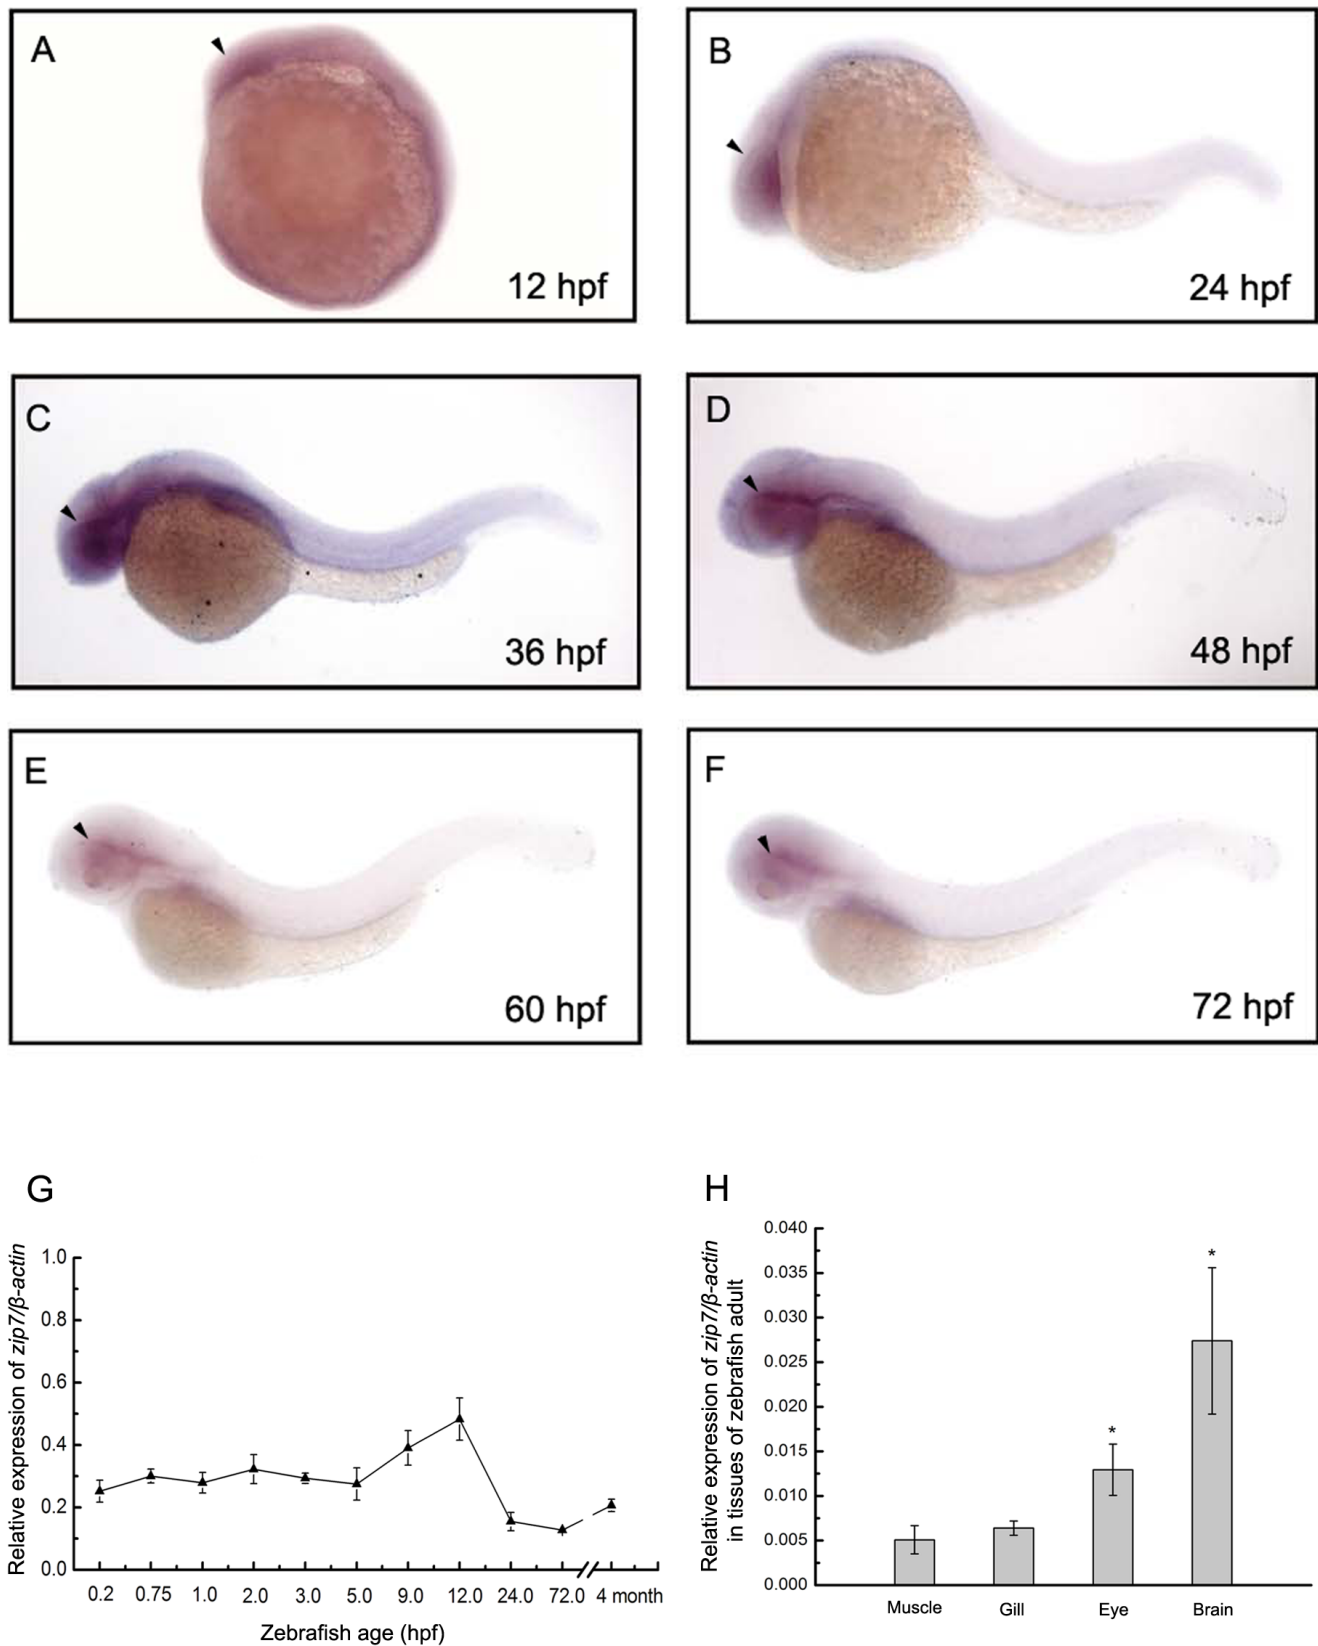 A
12 hpf
B
24 hpf
C
36 hpf
D
48 hpf
E
60 hpf
F
72 hpf
G
Relative expression of zip7/β-actin
1.0
0.8
0.6
0.4
0.2
0.0
0.2 0.75 1.0 2.0 3.0 5.0 9.0 12.0 24.0 72.0 4 month
Zebrafish age (hpf)
H
Relative expression of zip7/β-actin
in tissues of zebrafish adult
0.040
0.035
0.030
0.025
0.020
0.015
0.010
0.005
0.000
*
*
Muscle Gill Eye Brain